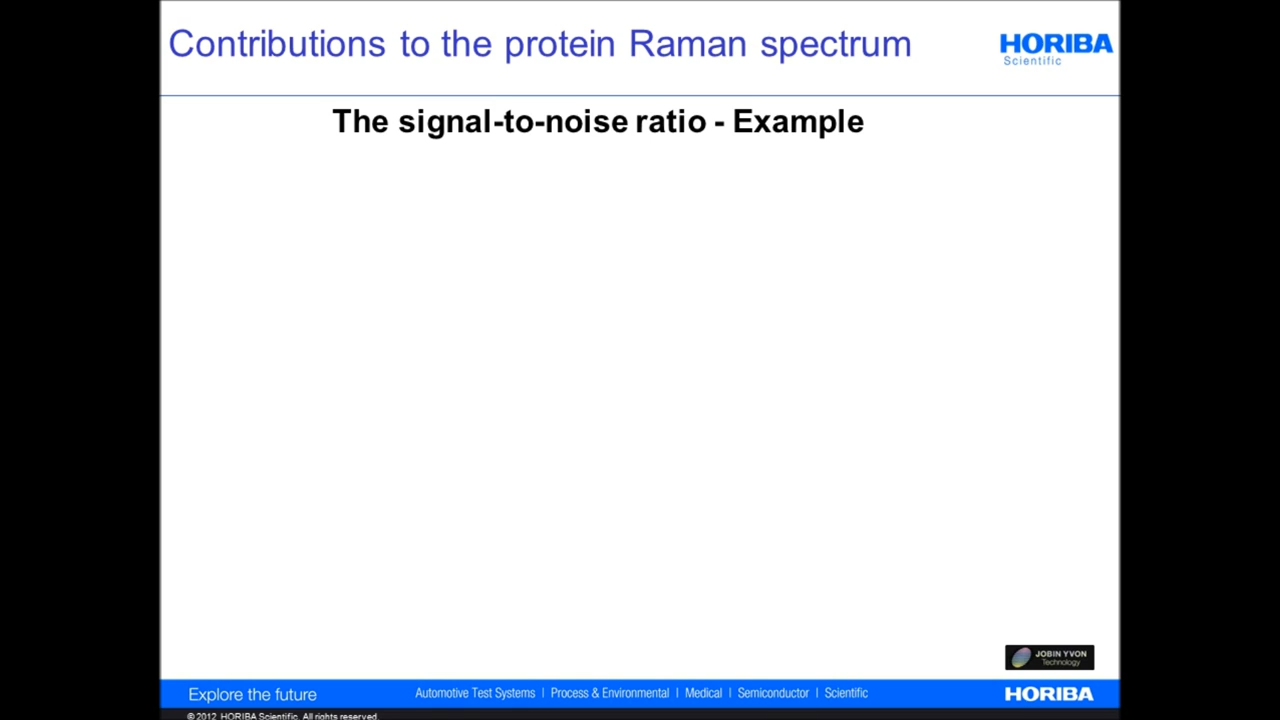 Contributions to the protein Raman spectrum
HORIBA
Scientific
The signal-to-noise ratio - Example
JOBIN YVON
Technology
Explore the future
Automotive Test Systems | Process & Environmental | Medical | Semiconductor | Scientific
HORIBA
© 2012 HORIBA Scientific. All rights reserved.